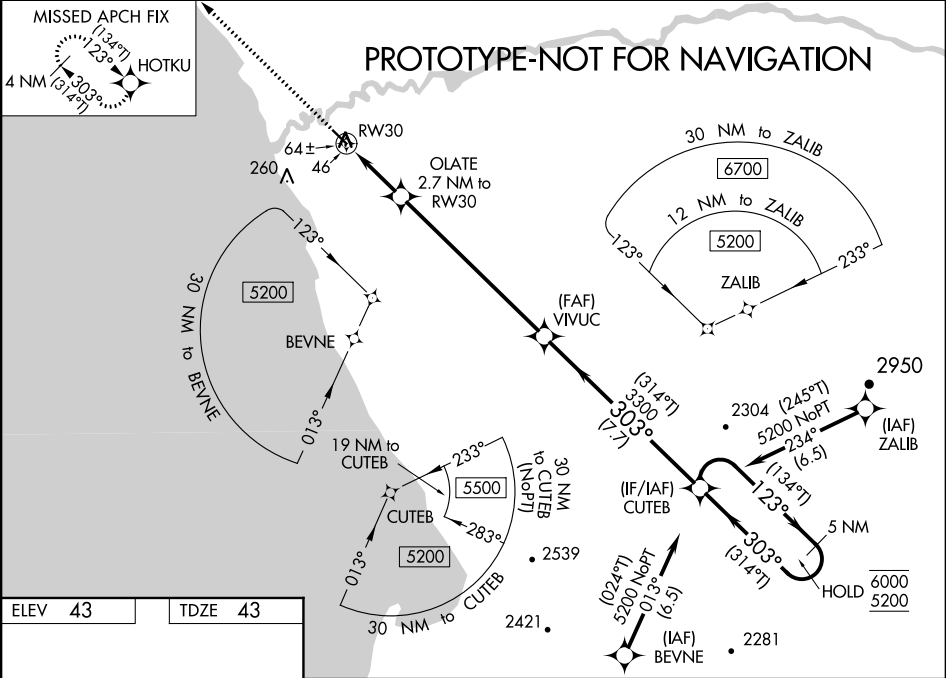 MISSED APCH FIX
(134°T)
123°
HOTKU
4 NM
303°
(314°T)
PROTOTYPE-NOT FOR NAVIGATION
RW30
64±
46
260
OLATE
2.7 NM to
RW30
30 NM to ZALIB
6700
12 NM to ZALIB
5200
123°
233°
ZALIB
123°
5200
30 NM to BEVNE
BEVNE
013°
(FAF)
VIVUC
(314°T)
3300
303°
(7.7)
2950
2304
(245°T)
5200 NoPT
234°
(6.5)
(IAF)
ZALIB
19 NM to
CUTEB
233°
5500
30 NM
to CUTEB
(NoPT)
CUTEB
283°
5200
013°
30 NM to CUTEB
(IF/IAF)
CUTEB
(134°T)
123°
5 NM
303°
(314°T)
HOLD
6000
5200
2539
2421
(024°T)
5200 NoPT
013°
(6.5)
(IAF)
BEVNE
2281
ELEV 43
TDZE 43